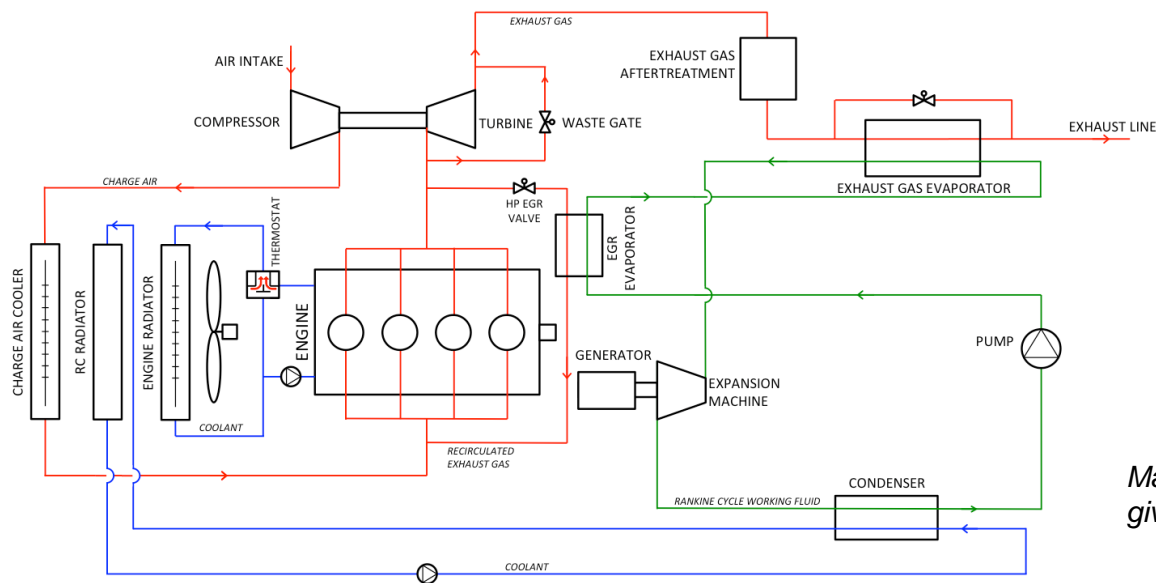 EXHAUST GAS
AIR INTAKE
EXHAUST GAS
AFTERTREATMENT
COMPRESSOR
TURBINE
WASTE GATE
EXHAUST LINE
CHARGE AIR
EXHAUST GAS EVAPORATOR
HP EGR
VALVE
THERMOSTAT
EGR
EVAPORATOR
CHARGE AIR COOLER
RC RADIATOR
ENGINE RADIATOR
ENGINE
PUMP
GENERATOR
EXPANSION
MACHINE
COOLANT
RECIRCULATED
EXHAUST GAS
CONDENSER
RANKINE CYCLE WORKING FLUID
COOLANT